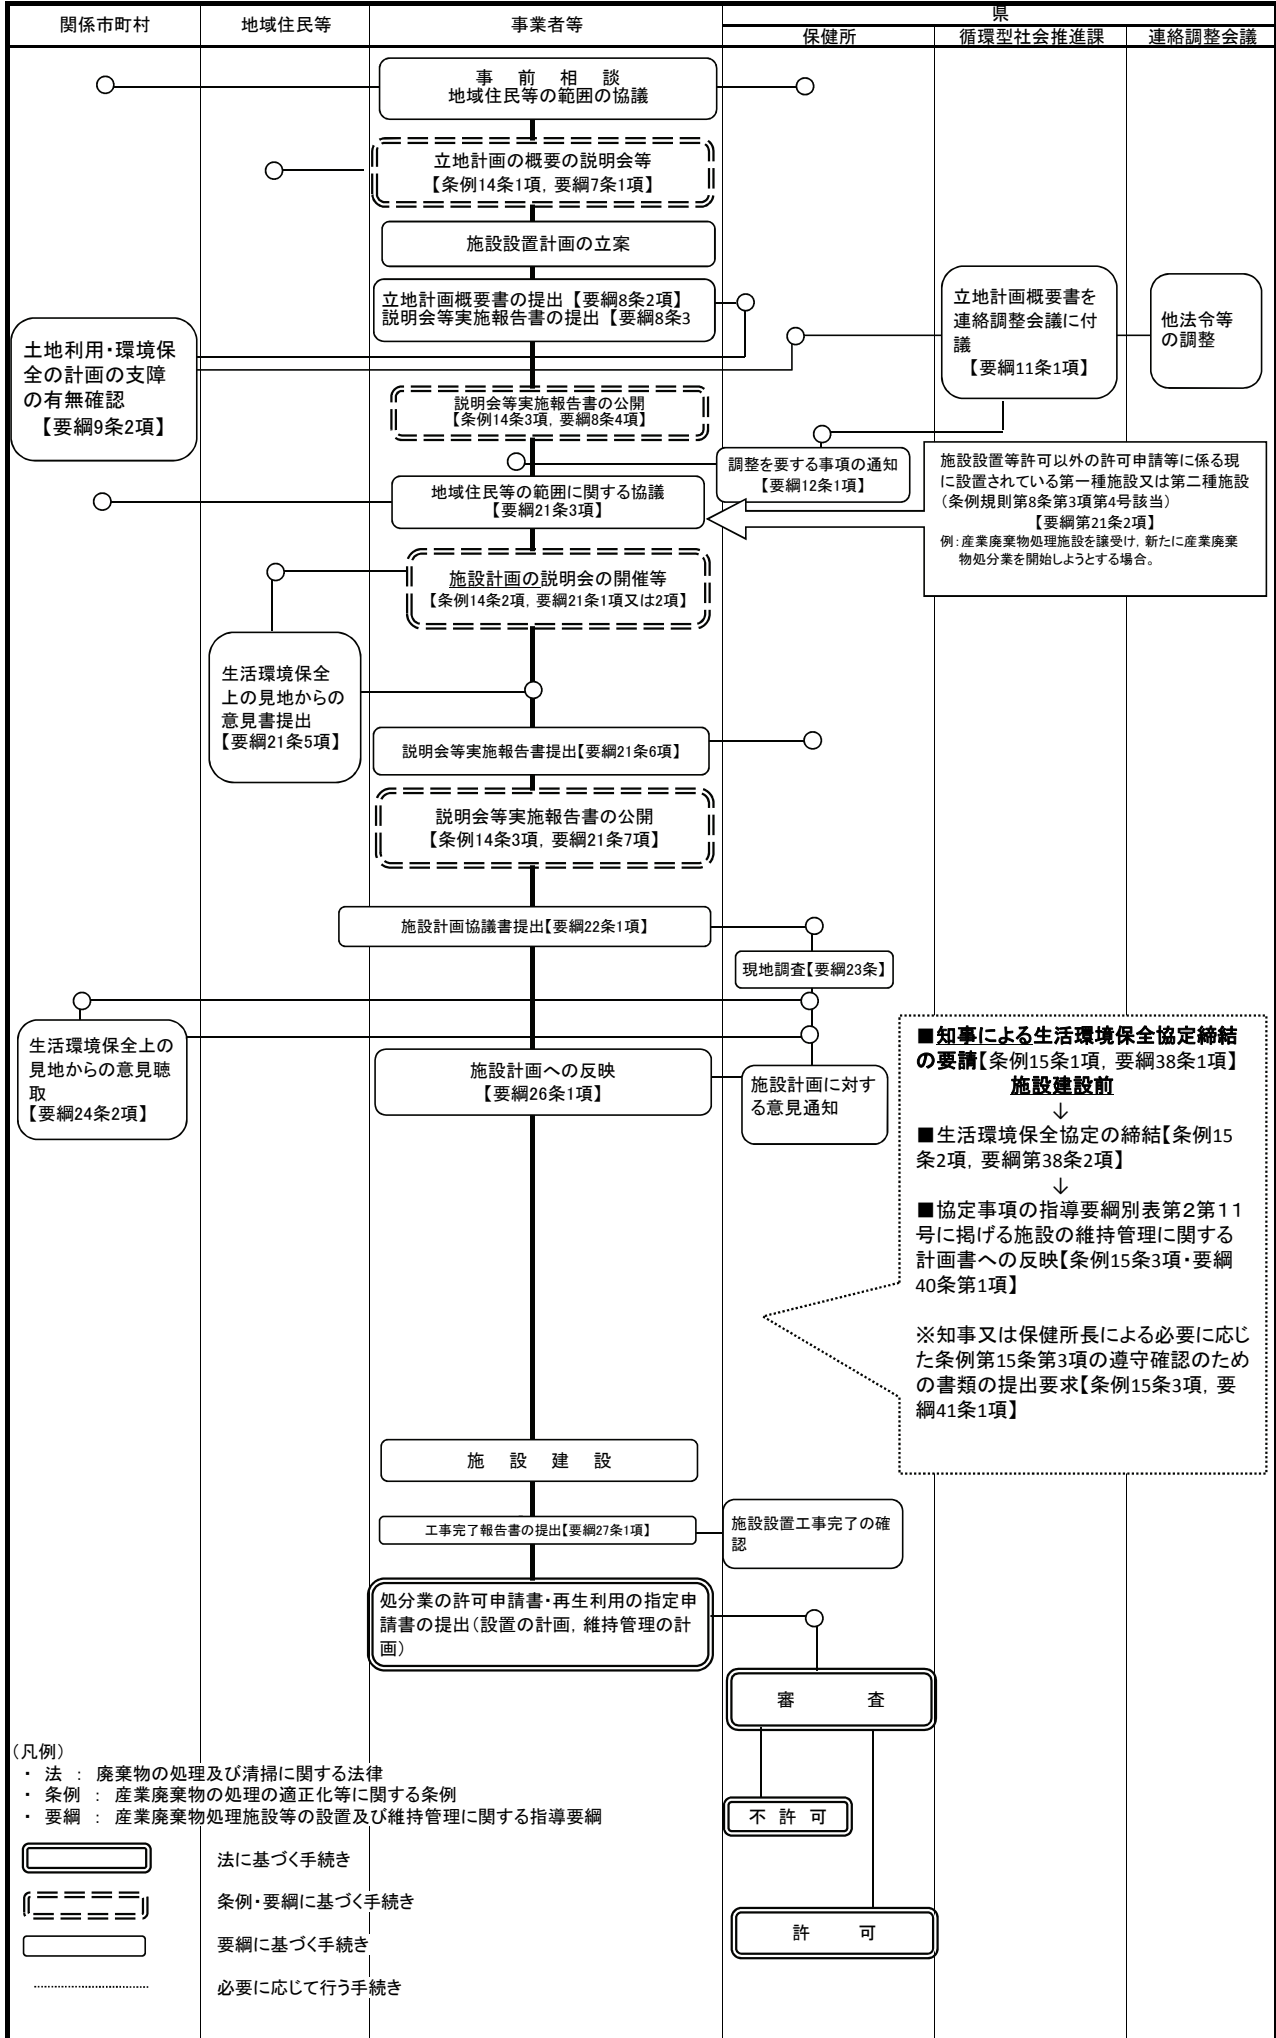 関係市町村
地域住民等
事業者等
県
保健所
循環型社会推進課
連絡調整会議
事　前　相　談
地域住民等の範囲の協議
立地計画の概要の説明会等
【条例14条1項，要綱7条1項】
施設設置計画の立案
立地計画概要書の提出【要綱8条2項】
説明会等実施報告書の提出【要綱8条3
立地計画概要書を
連絡調整会議に付
議
【要綱11条1項】
他法令等
の調整
土地利用・環境保
全の計画の支障
の有無確認
【要綱9条2項】
説明会等実施報告書の公開
【条例14条3項，要綱8条4項】
調整を要する事項の通知
【要綱12条1項】
施設設置等許可以外の許可申請等に係る現
に設置されている第一種施設又は第二種施設
（条例規則第8条第3項第4号該当）
【要綱第21条2項】
例：産業廃棄物処理施設を譲受け，新たに産業廃棄
物処分業を開始しようとする場合。
地域住民等の範囲に関する協議
【要綱21条3項】
施設計画の説明会の開催等
【条例14条2項，要綱21条1項又は2項】
生活環境保全
上の見地からの
意見書提出
【要綱21条5項】
説明会等実施報告書提出【要綱21条6項】
説明会等実施報告書の公開
【条例14条3項，要綱21条7項】
施設計画協議書提出【要綱22条1項】
現地調査【要綱23条】
生活環境保全上の
見地からの意見聴
取
【要綱24条2項】
施設計画への反映
【要綱26条1項】
施設計画に対す
る意見通知
■知事による生活環境保全協定締結
の要請【条例15条1項，要綱38条1項】
施設建設前
↓
■生活環境保全協定の締結【条例15
条2項，要綱第38条2項】
↓
■協定事項の指導要綱別表第２第１１
号に掲げる施設の維持管理に関する
計画書への反映【条例15条3項・要綱
40条第1項】
※知事又は保健所長による必要に応じ
た条例第15条第3項の遵守確認のため
の書類の提出要求【条例15条3項，要
綱41条1項】
施　設　建　設
工事完了報告書の提出【要綱27条1項】
施設設置工事完了の確
認
処分業の許可申請書・再生利用の指定申
請書の提出（設置の計画，維持管理の計
画）
審　　　査
不　許　可
許　　　可
（凡例）
・ 法 ： 廃棄物の処理及び清掃に関する法律
・ 条例 ： 産業廃棄物の処理の適正化等に関する条例
・ 要綱 ： 産業廃棄物処理施設等の設置及び維持管理に関する指導要綱
法に基づく手続き
条例・要綱に基づく手続き
要綱に基づく手続き
必要に応じて行う手続き